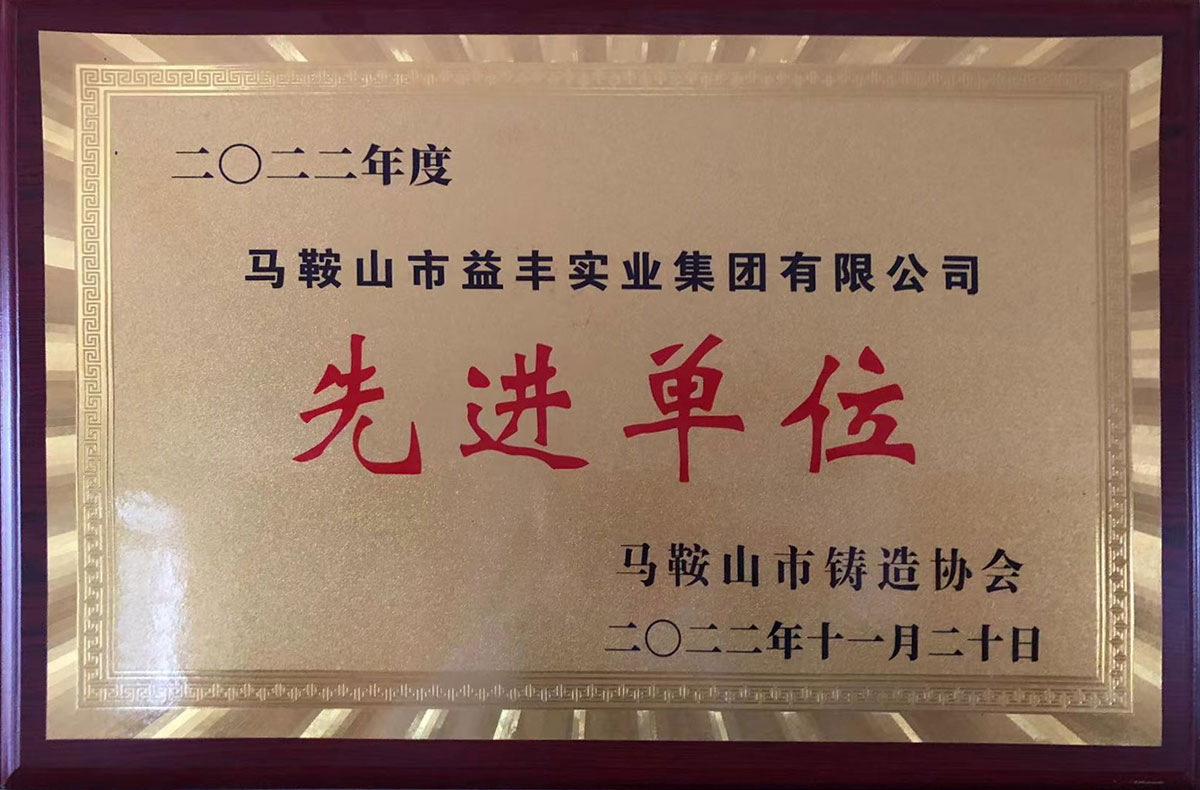 二〇二二年度
马鞍山市益丰实业集团有限公司
先进单位
马鞍山市铸造协会
二〇二二年十一月二十日